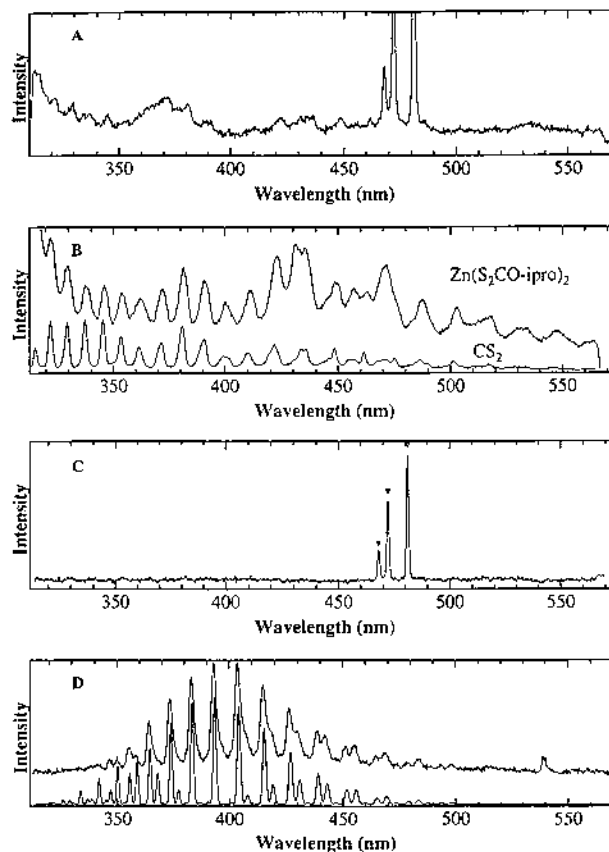 A
Intensity
350 400 450 500 550
Wavelength (nm)
B
Zn(S₂CO-ipro)₂
CS₂
Intensity
350 400 450 500 550
Wavelength (nm)
C
Intensity
350 400 450 500 550
Wavelength (nm)
D
Intensity
350 400 450 500 550
Wavelength (nm)